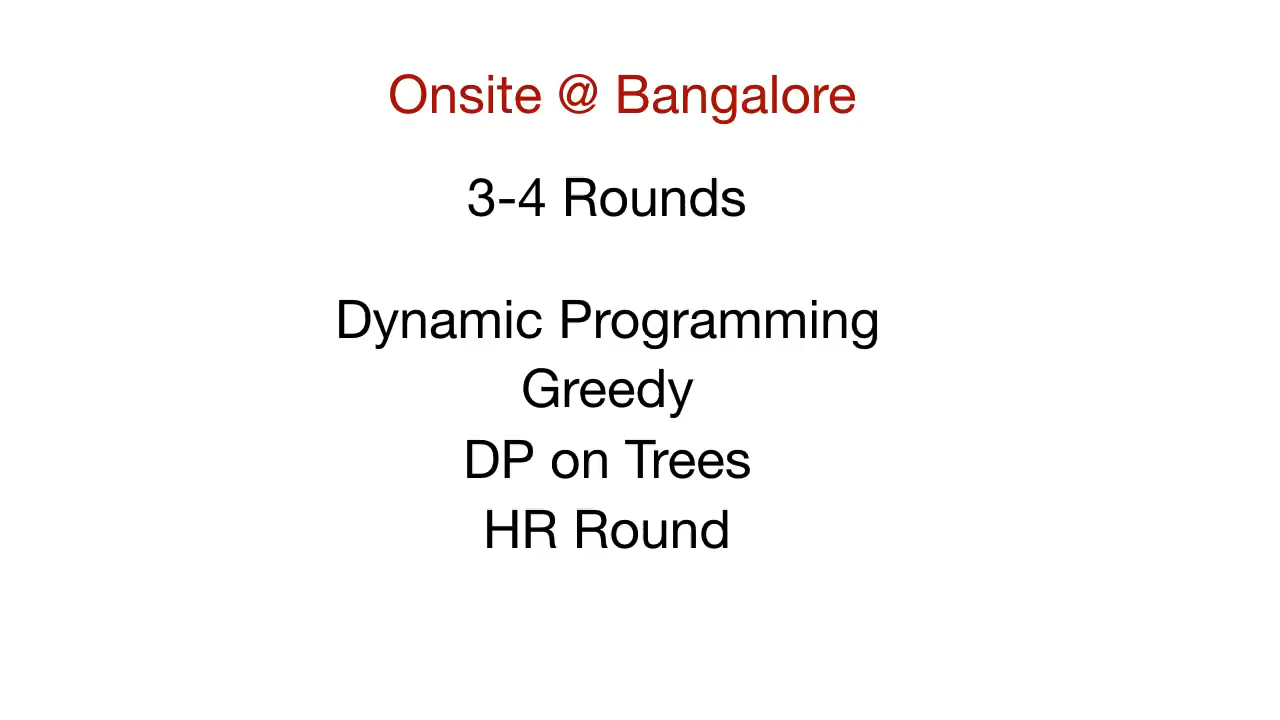 Onsite @ Bangalore
3-4 Rounds
Dynamic Programming
Greedy
DP on Trees
HR Round